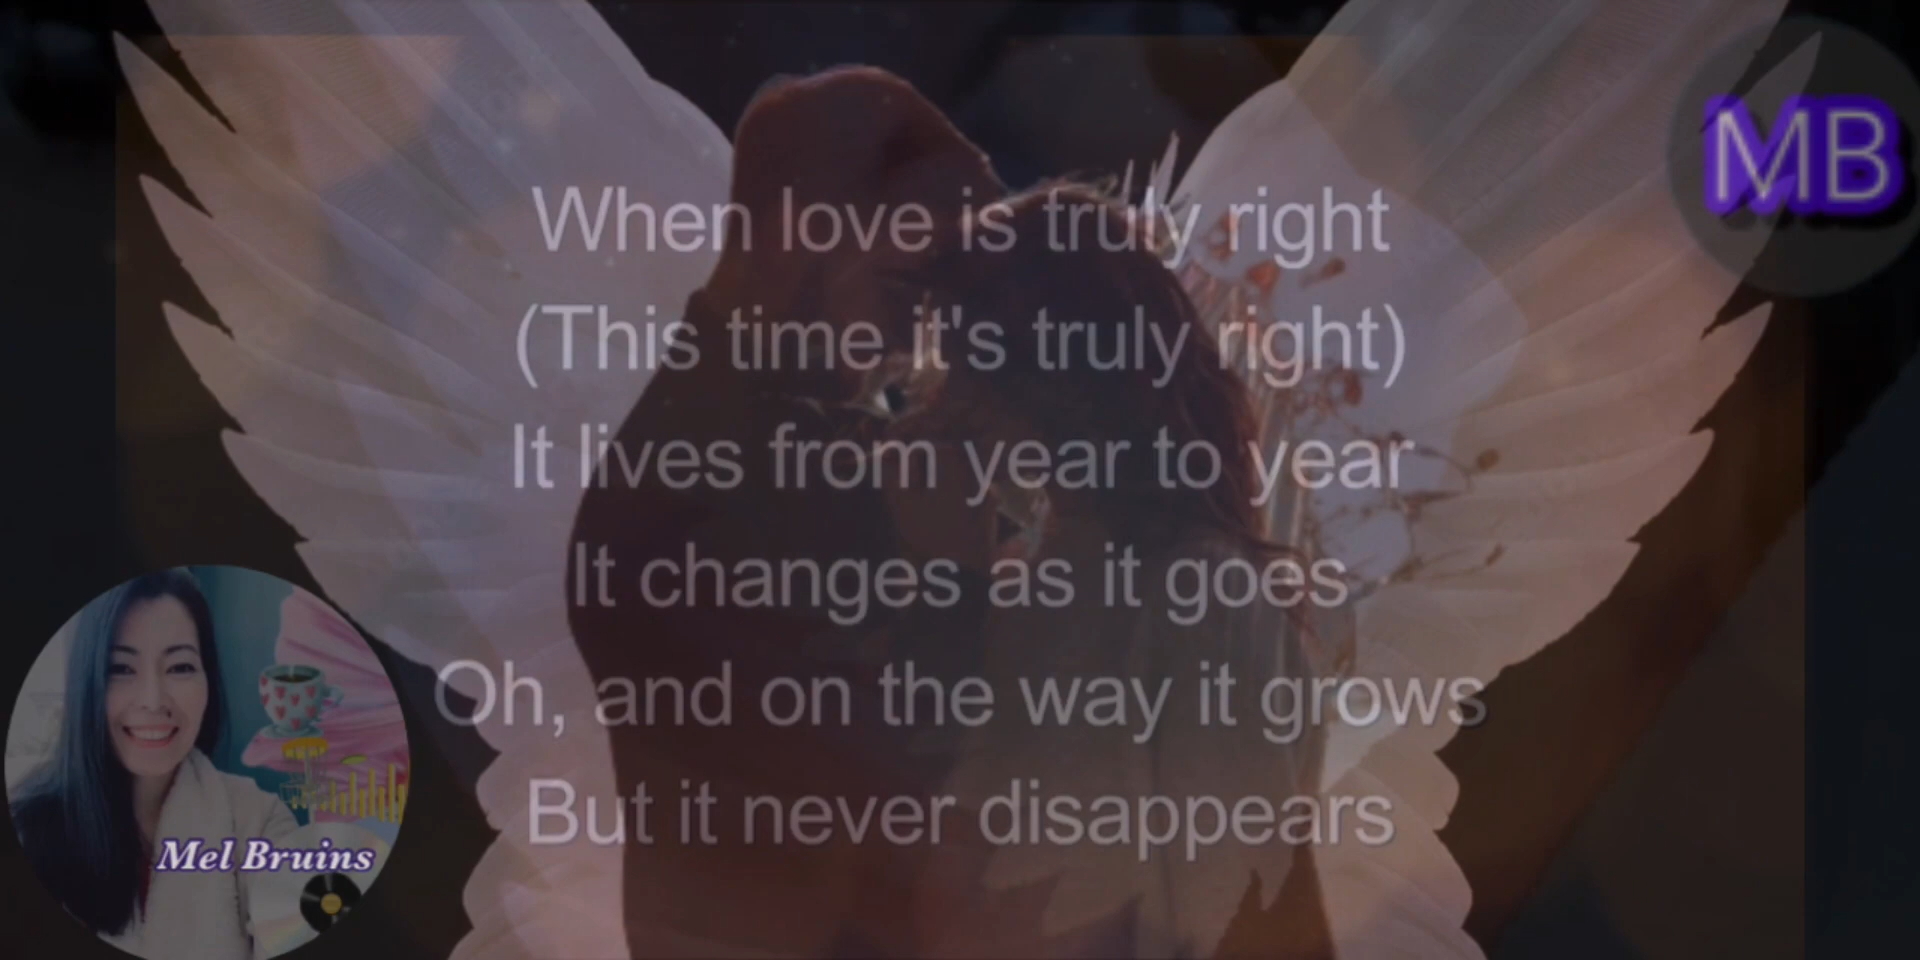 MB
When love is truly right
(This time it's truly right)
It lives from year to year
It changes as it goes
Oh, and on the way it grows
But it never disappears
Mel Bruins